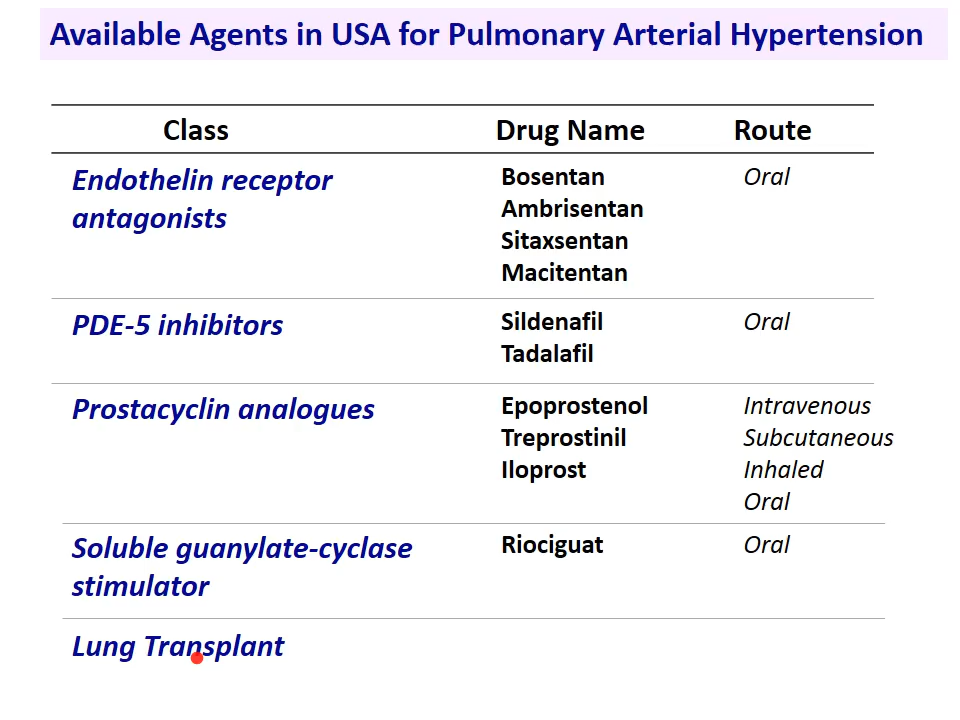 Available Agents in USA for Pulmonary Arterial Hypertension
Class Drug Name Route
Endothelin receptor Bosentan Oral
antagonists Ambrisentan
Sitaxsentan
Macitentan
PDE-5 inhibitors Sildenafil Oral
Tadalafil
Prostacyclin analogues Epoprostenol Intravenous
Treprostinil Subcutaneous
Iloprost Inhaled
Oral
Soluble guanylate-cyclase Riociguat Oral
stimulator
Lung Transplant